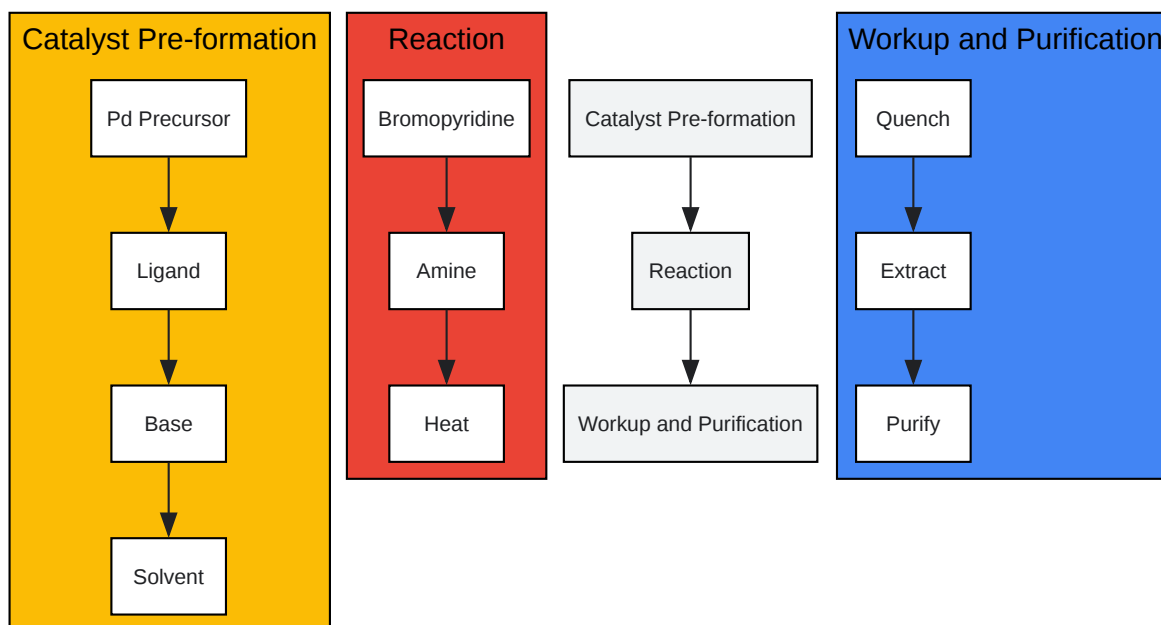 Catalyst Pre-formation
Pd Precursor
Ligand
Base
Solvent
Reaction
Bromopyridine
Amine
Heat
Catalyst Pre-formation
Reaction
Workup and Purification
Workup and Purification
Quench
Extract
Purify